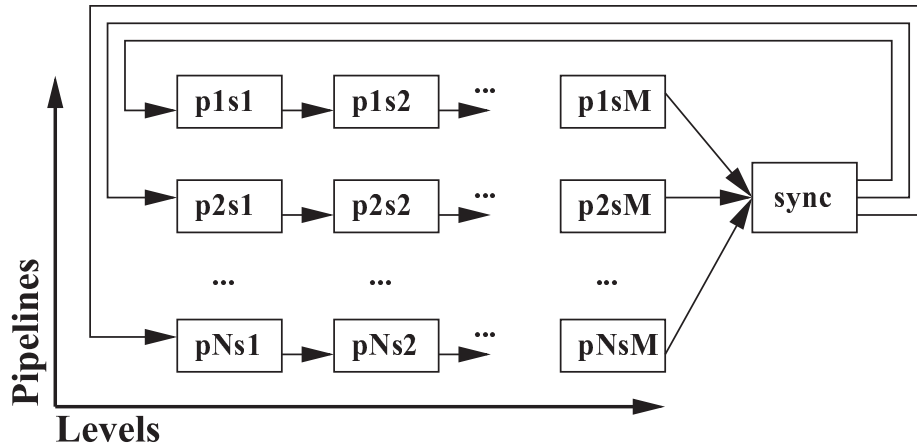 p1s1 p1s2 ... p1sM
p2s1 p2s2 ... p2sM sync
... ... ...
pNs1 pNs2 ... pNsM
Pipelines
Levels